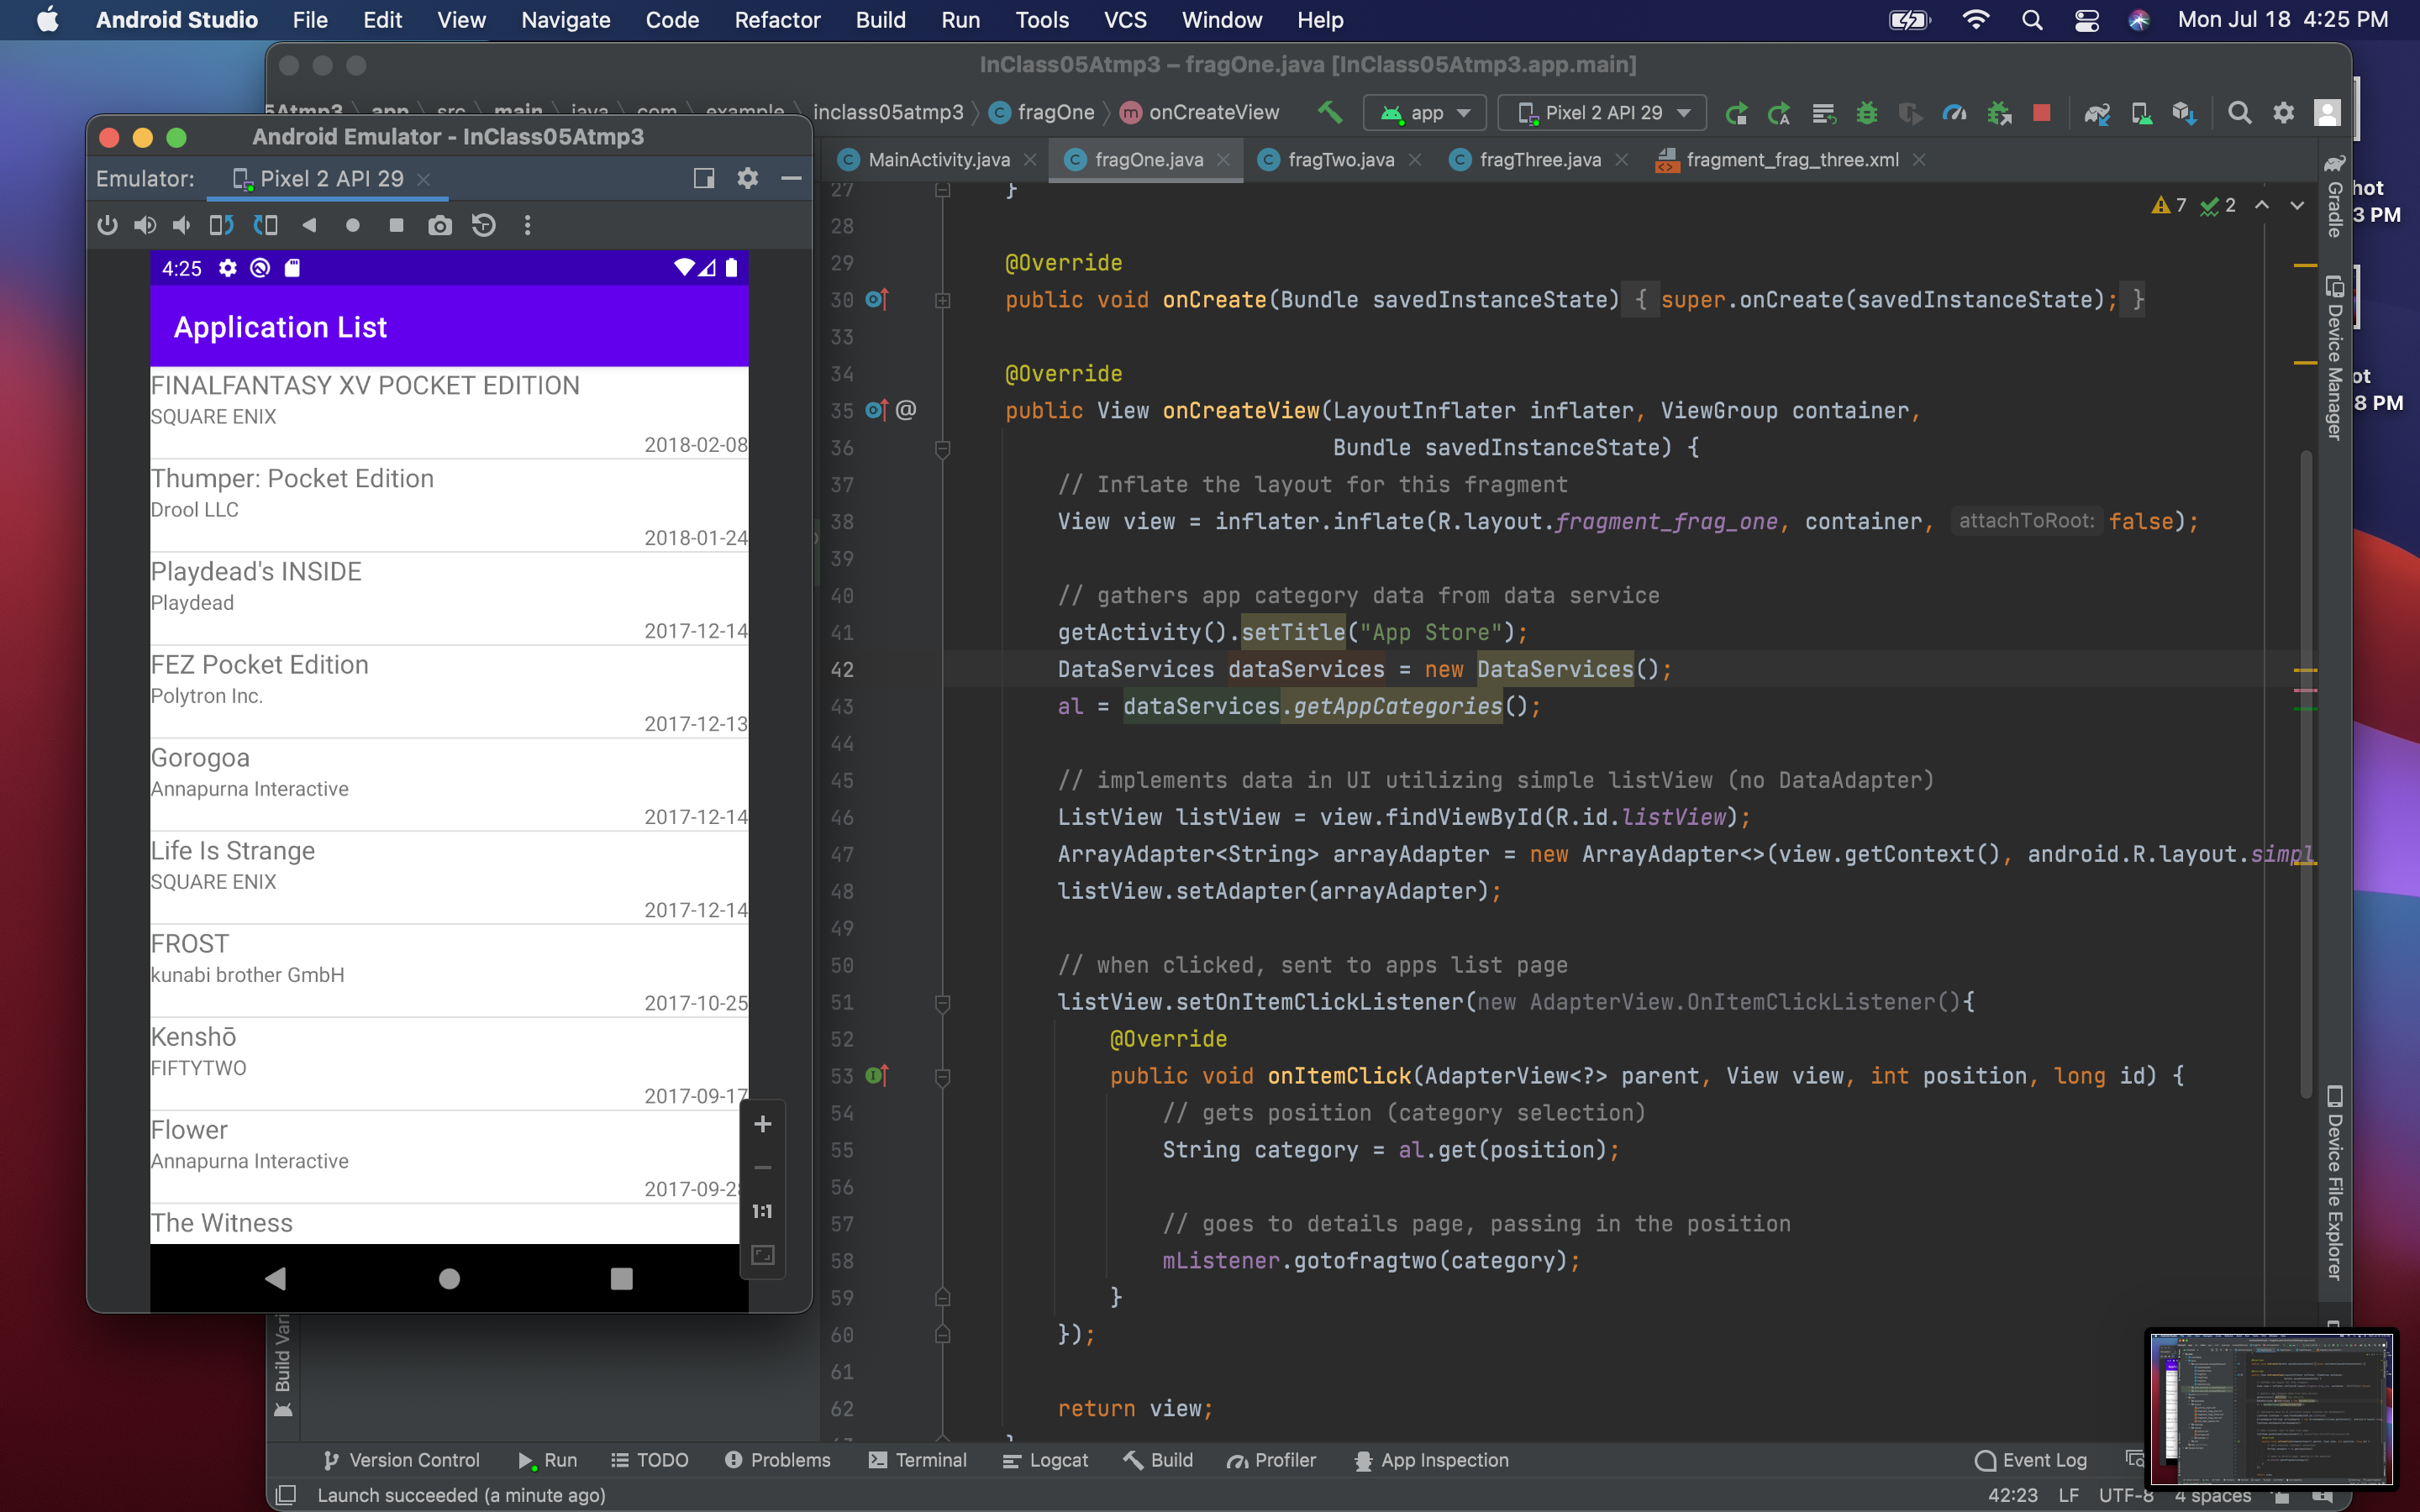 Android Studio File Edit View Navigate Code Refactor Build Run Tools VCS Window Help Mon Jul 18 4:25 PM
InClass05Atmp3 – fragOne.java [InClass05Atmp3.app.main]
5Atmp3 app src main java com example inclass05atmp3 fragOne onCreateView app Pixel 2 API 29
Android Emulator - InClass05Atmp3
Emulator: Pixel 2 API 29
4:25
Application List
FINALFANTASY XV POCKET EDITION
SQUARE ENIX
2018-02-08
Thumper: Pocket Edition
Drool LLC
2018-01-24
Playdead's INSIDE
Playdead
2017-12-14
FEZ Pocket Edition
Polytron Inc.
2017-12-13
Gorogoa
Annapurna Interactive
2017-12-14
Life Is Strange
SQUARE ENIX
2017-12-14
FROST
kunabi brother GmbH
2017-10-25
Kenshō
FIFTYTWO
2017-09-17
Flower
Annapurna Interactive
2017-09-28
The Witness
1:1
MainActivity.java fragOne.java fragTwo.java fragThree.java fragment_frag_three.xml
7 2
27 }
28
29 @Override
30 public void onCreate(Bundle savedInstanceState) { super.onCreate(savedInstanceState); }
33
34 @Override
35 @ public View onCreateView(LayoutInflater inflater, ViewGroup container,
36 Bundle savedInstanceState) {
37 // Inflate the layout for this fragment
38 View view = inflater.inflate(R.layout.fragment_frag_one, container, attachToRoot: false);
39
40 // gathers app category data from data service
41 getActivity().setTitle("App Store");
42 DataServices dataServices = new DataServices();
43 al = dataServices.getAppCategories();
44
45 // implements data in UI utilizing simple listView (no DataAdapter)
46 ListView listView = view.findViewById(R.id.listView);
47 ArrayAdapter<String> arrayAdapter = new ArrayAdapter<>(view.getContext(), android.R.layout.simpl
48 listView.setAdapter(arrayAdapter);
49
50 // when clicked, sent to apps list page
51 listView.setOnItemClickListener(new AdapterView.OnItemClickListener(){
52 @Override
53 public void onItemClick(AdapterView<?> parent, View view, int position, long id) {
54 // gets position (category selection)
55 String category = al.get(position);
56
57 // goes to details page, passing in the position
58 mListener.gotofragtwo(category);
59 }
60 });
61
62 return view;
Gradle
Device Manager
Device File Explorer
hot
3 PM
ot
8 PM
Build Vari
Version Control Run TODO Problems Terminal Logcat Build Profiler App Inspection Event Log
Launch succeeded (a minute ago) 42:23 LF UTF-8 4 spaces